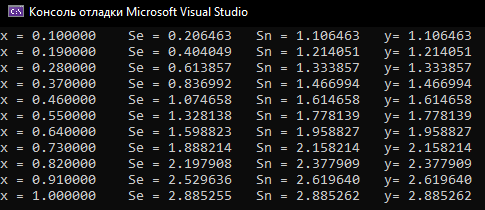 Консоль отладки Microsoft Visual Studio
x = 0.100000 Se = 0.206463 Sn = 1.106463 y= 1.106463
x = 0.190000 Se = 0.404049 Sn = 1.214051 y= 1.214051
x = 0.280000 Se = 0.613857 Sn = 1.333857 y= 1.333857
x = 0.370000 Se = 0.836992 Sn = 1.466994 y= 1.466994
x = 0.460000 Se = 1.074658 Sn = 1.614658 y= 1.614658
x = 0.550000 Se = 1.328138 Sn = 1.778139 y= 1.778139
x = 0.640000 Se = 1.598823 Sn = 1.958827 y= 1.958827
x = 0.730000 Se = 1.888214 Sn = 2.158214 y= 2.158214
x = 0.820000 Se = 2.197908 Sn = 2.377909 y= 2.377909
x = 0.910000 Se = 2.529636 Sn = 2.619640 y= 2.619640
x = 1.000000 Se = 2.885255 Sn = 2.885262 y= 2.885262